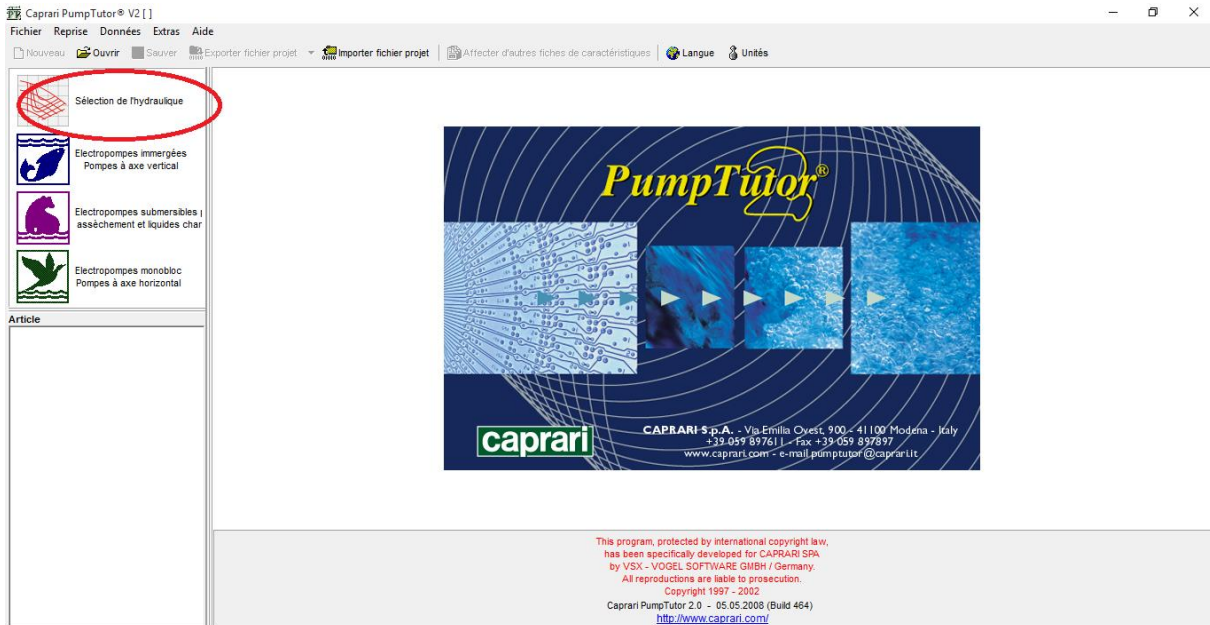 Caprari PumpTutor® V2 [ ]
Fichier Reprise Données Extras Aide
Nouveau Ouvrir Sauver Exporter fichier projet Importer fichier projet Affecter d'autres fiches de caractéristiques Langue Unités
Sélection de l'hydraulique
Electropompes immergées
Pompes à axe vertical
Electropompes submersibles p
assèchement et liquides char
Electropompes monobloc
Pompes à axe horizontal
Article
PumpTutor®
2
caprari
CAPRARI S.p.A. - Via Emilia Ovest, 900 - 41100 Modena - Italy
+39 059 897611 - Fax +39 059 897897
www.caprari.com - e-mail pumptutor@caprari.it
This program, protected by international copyright law,
has been specifically developed for CAPRARI SPA
by VSX - VOGEL SOFTWARE GMBH / Germany.
All reproductions are liable to prosecution.
Copyright 1997 - 2002
Caprari PumpTutor 2.0 - 05.05.2008 (Build 464)
http://www.caprari.com/